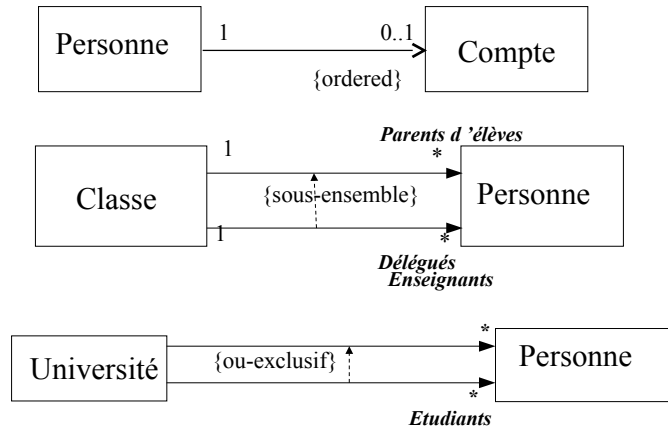 Personne 1 0..1 Compte
{ordered}
Parents d ’élèves
1 *
Classe {sous-ensemble} Personne
1 *
Délégués
Enseignants
*
Université {ou-exclusif} Personne
*
Etudiants